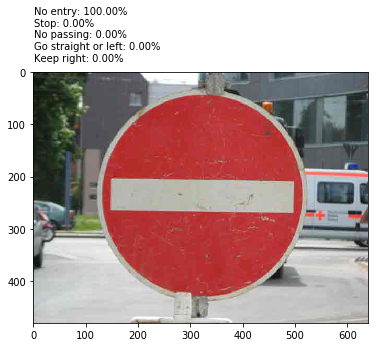 No entry: 100.00%
Stop: 0.00%
No passing: 0.00%
Go straight or left: 0.00%
Keep right: 0.00%
0
100
200
300
400
0 100 200 300 400 500 600